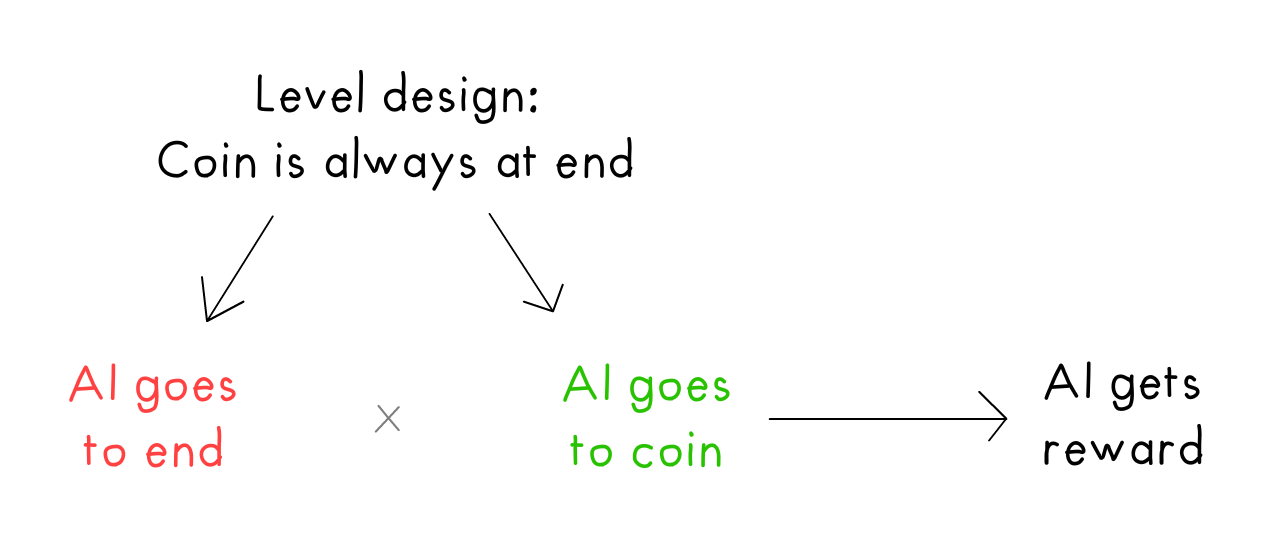 Level design:
Coin is always at end
AI goes
to end
AI goes
to coin
AI gets
reward